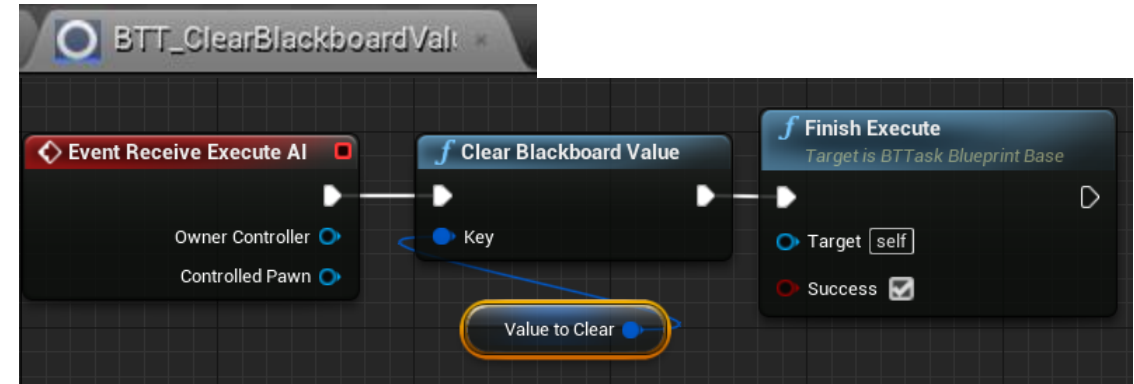 BTT_ClearBlackboardVal
Event Receive Execute AI
Owner Controller
Controlled Pawn
Clear Blackboard Value
Key
Value to Clear
Finish Execute
Target is BTTask Blueprint Base
Target self
Success